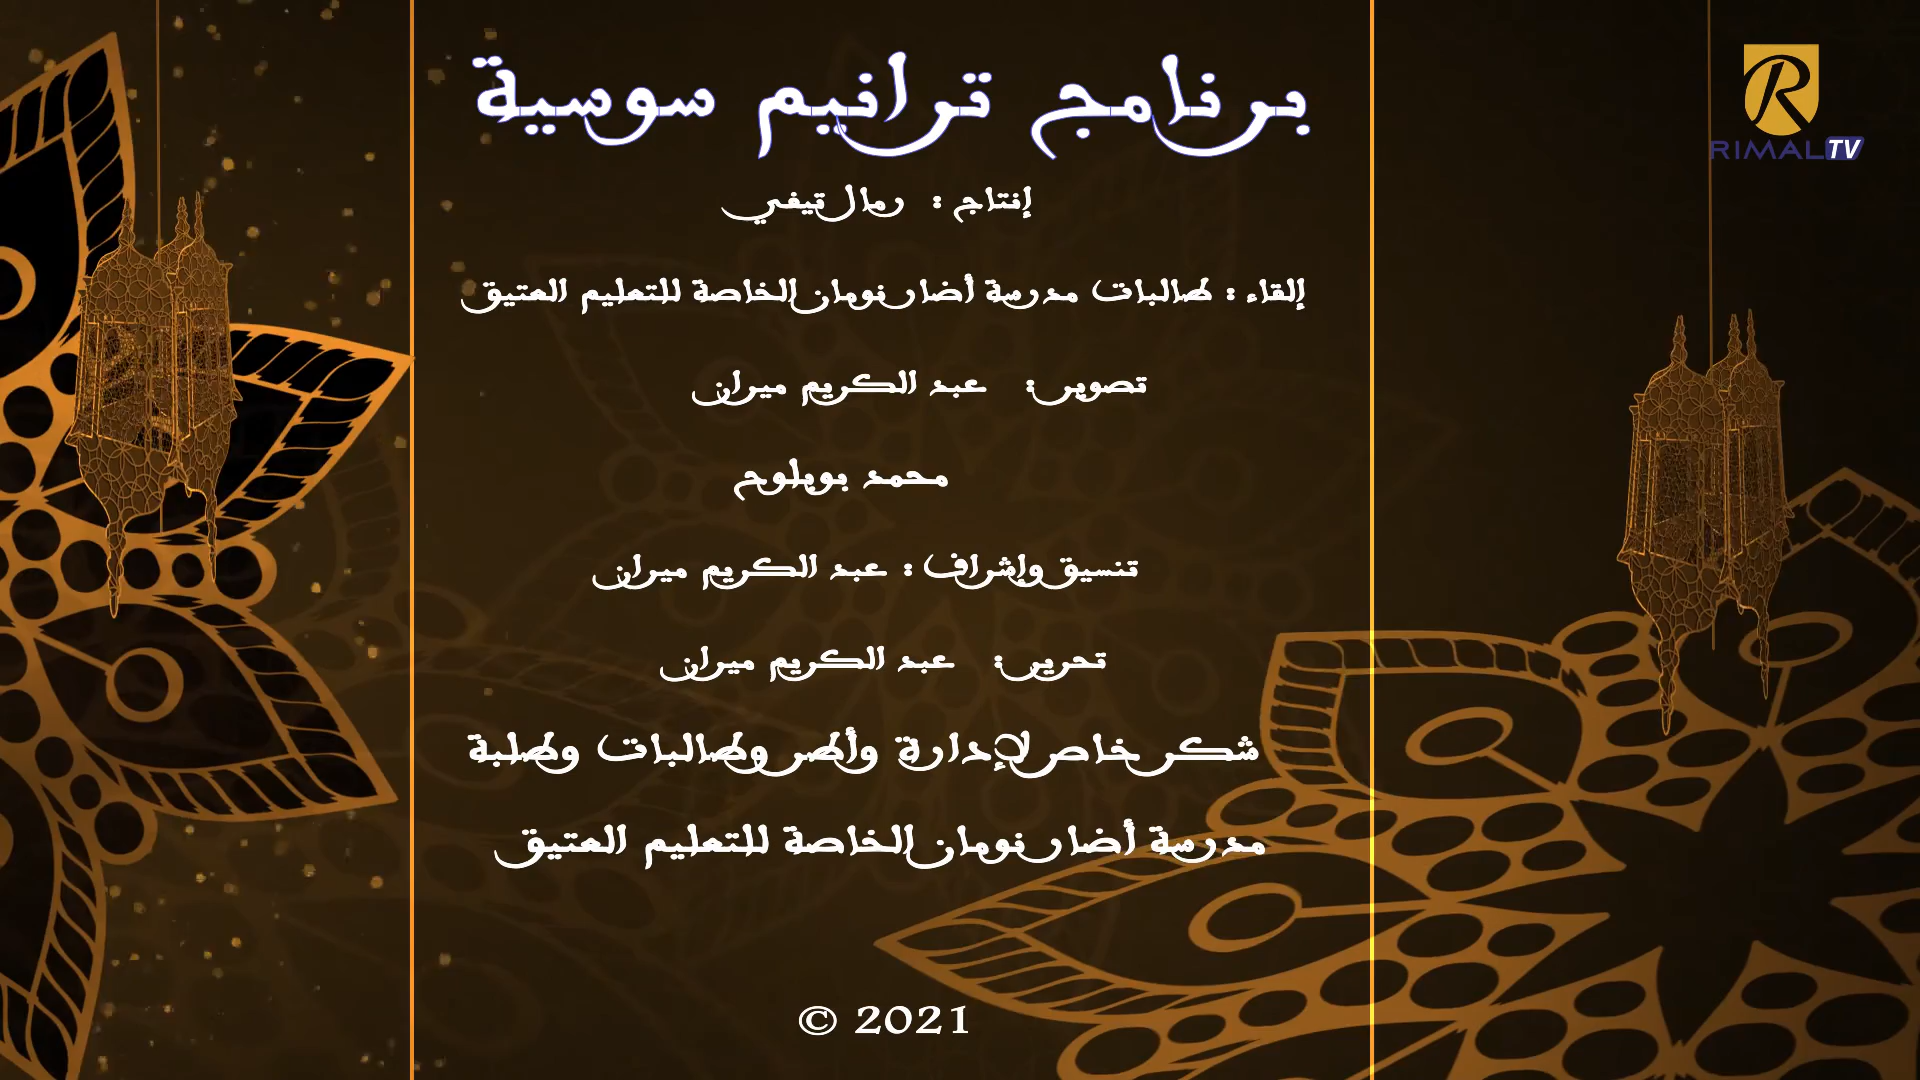 برنامج ترانيم سوسية
RIMAL TV
إنتاج : رمال تيفي
إلقاء : طالبات مدرسة أضار نومان الخاصة للتعليم العتيق
تصوير : عبد الكريم ميران
محمد بوبلوح
تنسيق وإشراف : عبد الكريم ميران
تحرير : عبد الكريم ميران
شكر خاص لإدارة وأطر وطالبات وطلبة
مدرسة أضار نومان الخاصة للتعليم العتيق
© 2021